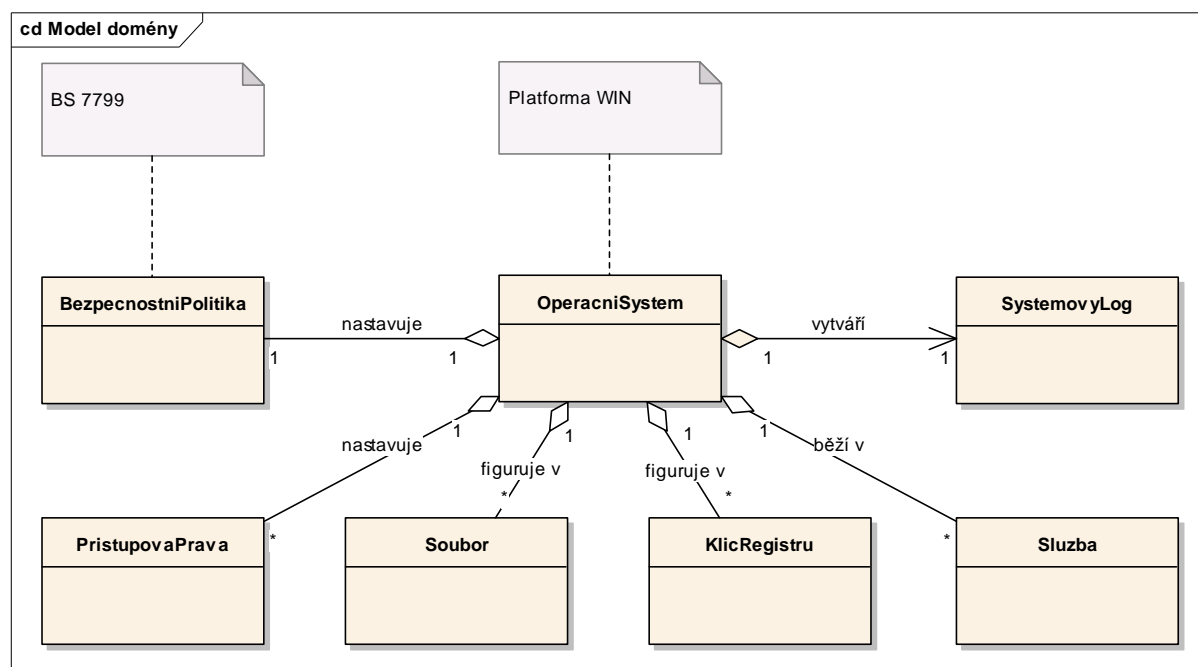 cd Model domény
BS 7799
Platforma WIN
BezpecnostniPolitika
OperacniSystem
SystemovyLog
nastavuje
vytváří
1
1
1
1
nastavuje
1
figuruje v
1
figuruje v
1
běží v
1
*
*
*
*
PristupovaPrava
Soubor
KlicRegistru
Sluzba